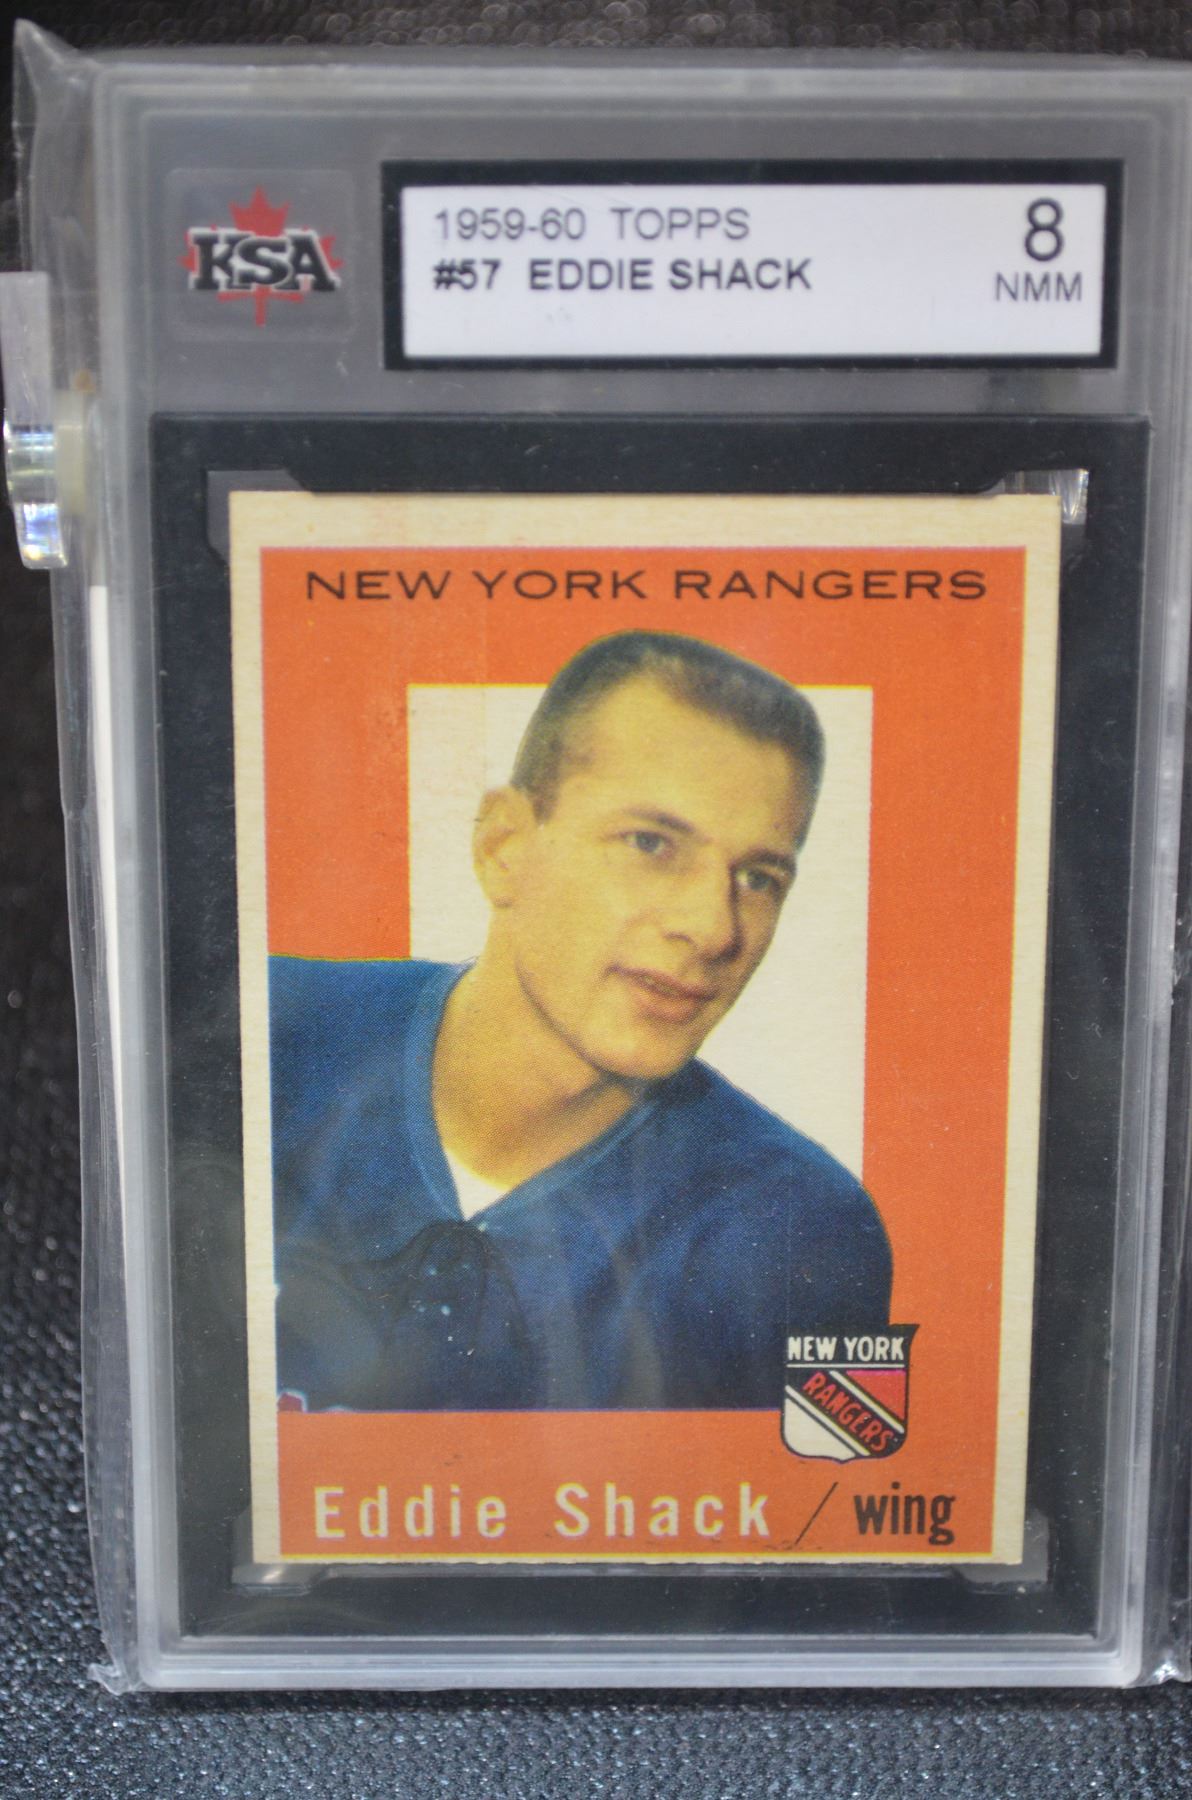 KSA
1959-60 TOPPS
#57 EDDIE SHACK
8
NMM
NEW YORK RANGERS
NEW YORK
RANGERS
Eddie Shack / wing